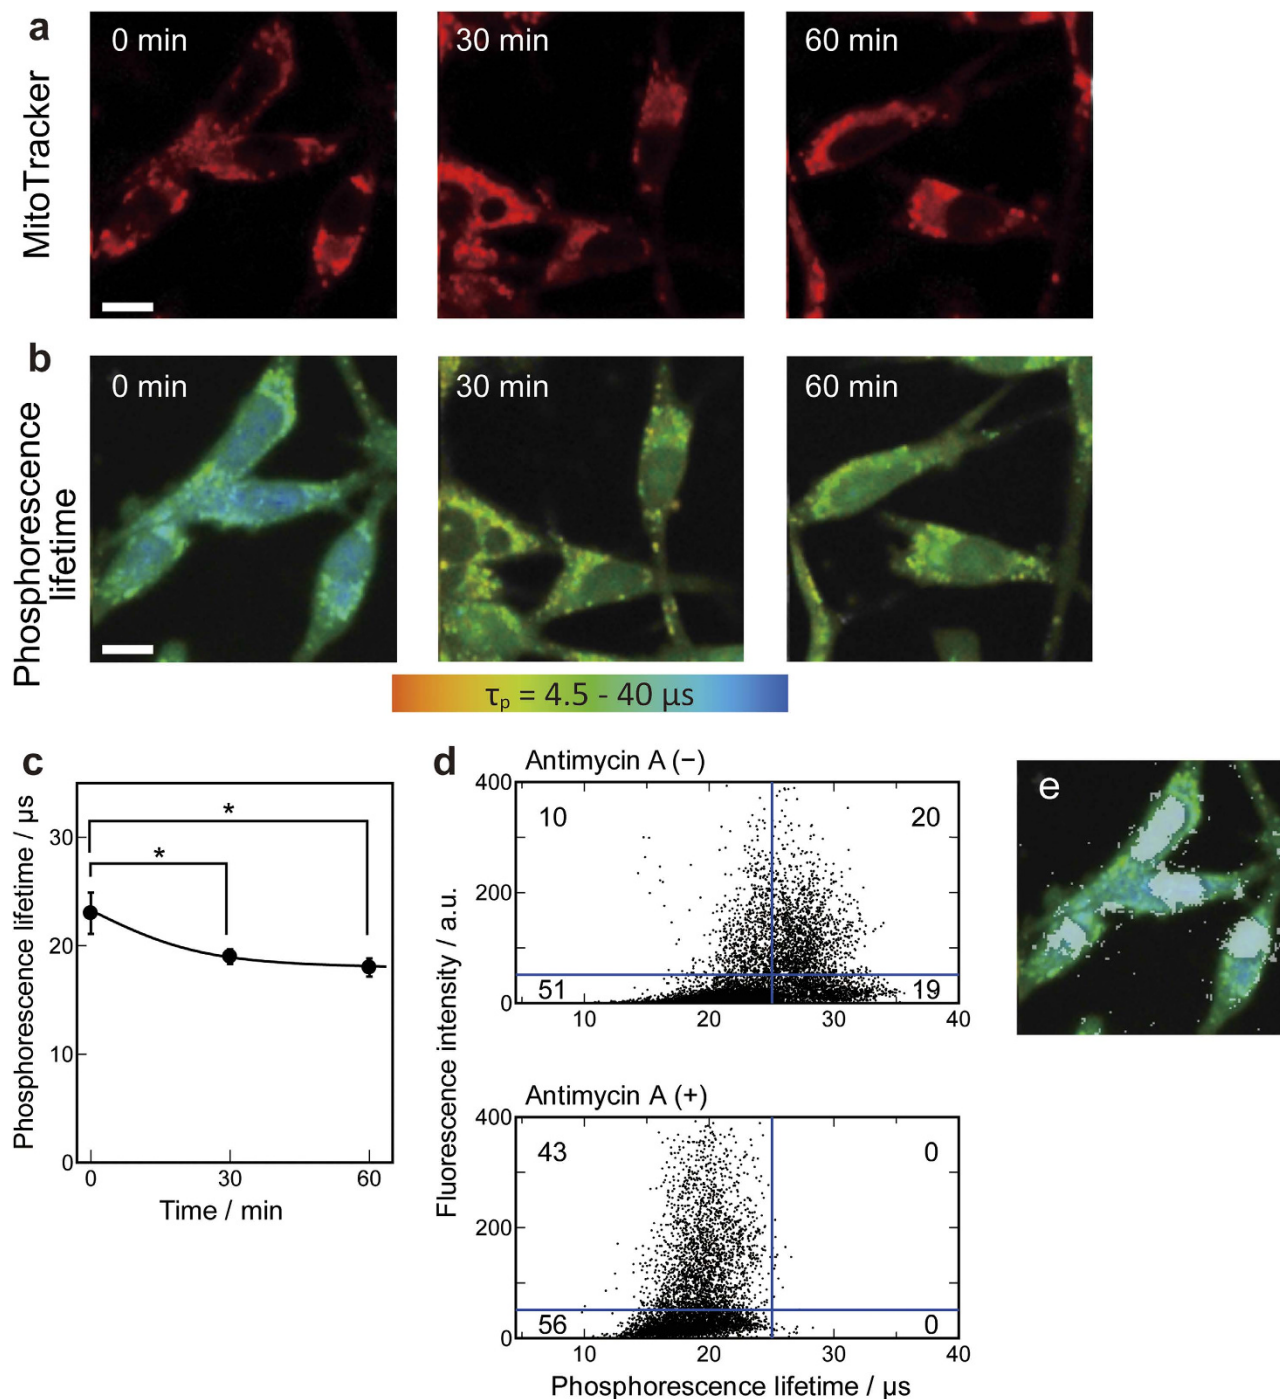 a
MitoTracker
0 min
30 min
60 min
b
Phosphorescence
lifetime
0 min
30 min
60 min
τp = 4.5 - 40 µs
c
Phosphorescence lifetime / µs
30
20
10
0
*
*
0
30
60
Time / min
d
Fluorescence intensity / a.u.
Antimycin A (−)
400
200
0
10
20
51
19
10
20
30
40
Antimycin A (+)
400
200
0
43
0
56
0
10
20
30
40
Phosphorescence lifetime / µs
e